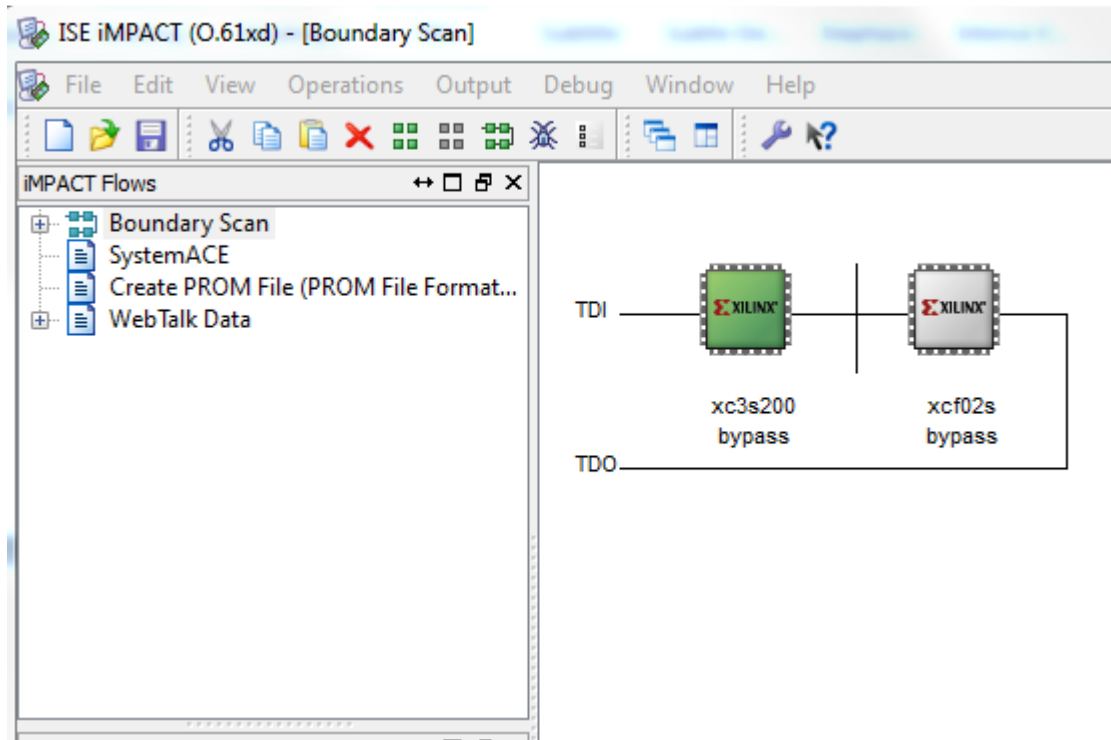 ISE iMPACT (O.61xd) - [Boundary Scan]
File Edit View Operations Output Debug Window Help
iMPACT Flows
Boundary Scan
SystemACE
Create PROM File (PROM File Format...
WebTalk Data
TDI
XILINX
XILINX
xc3s200
bypass
xcf02s
bypass
TDO